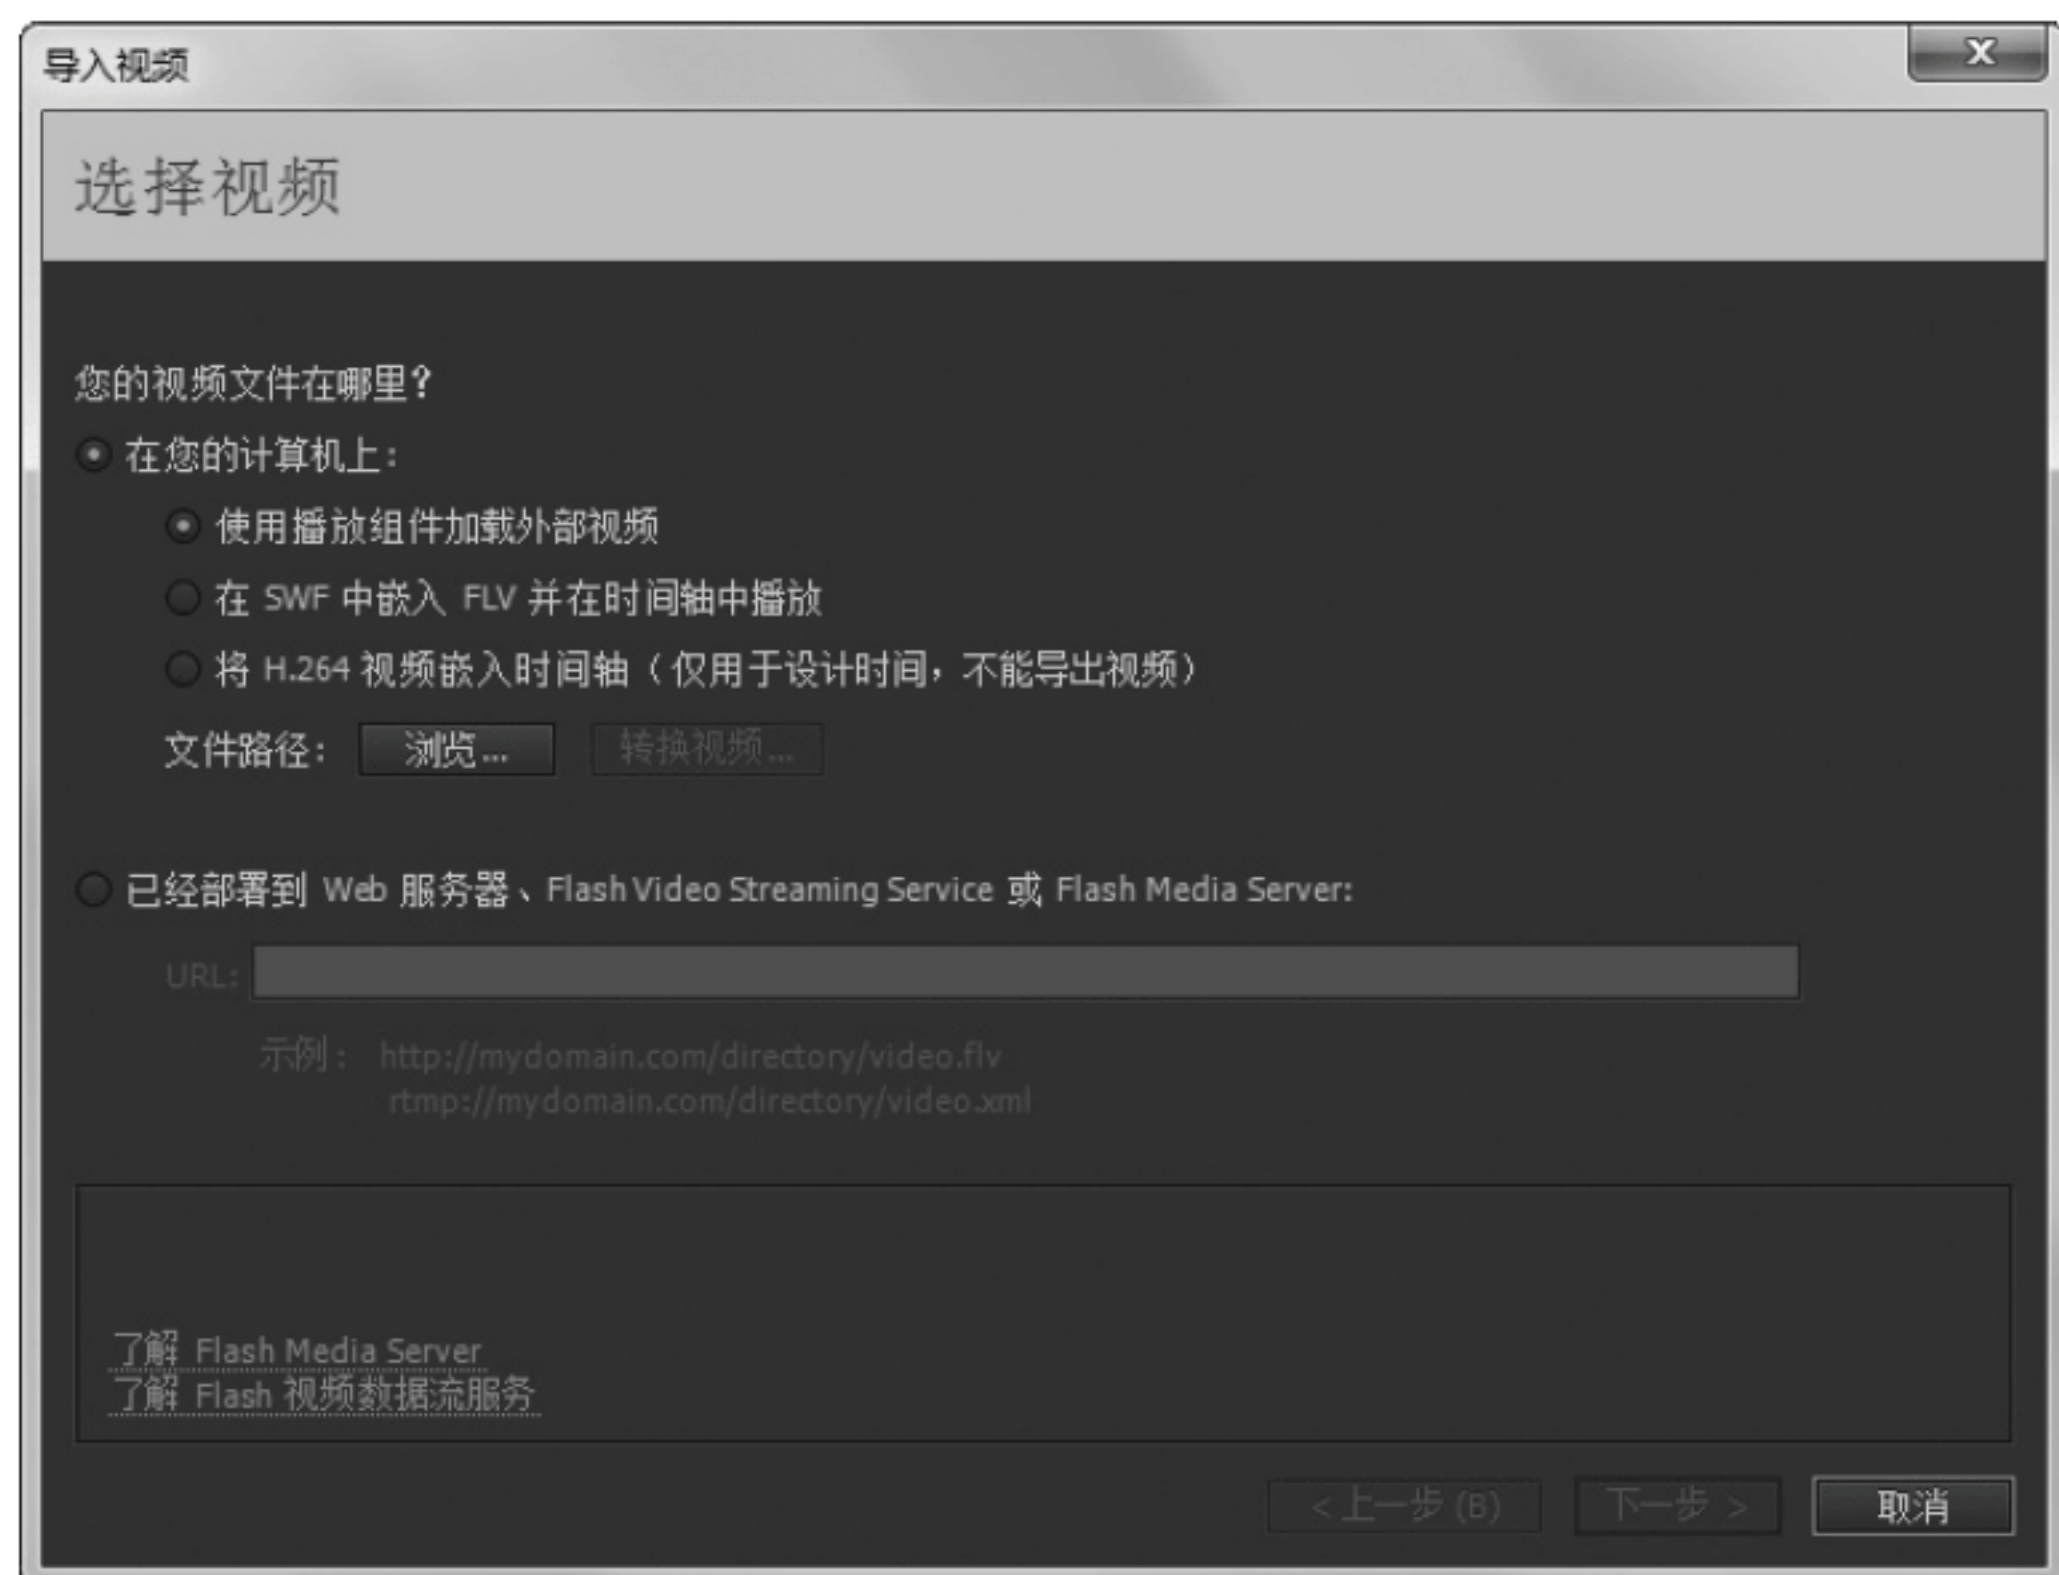 导入视频
x
选择视频
您的视频文件在哪里？
在您的计算机上：
使用播放组件加载外部视频
在 SWF 中嵌入 FLV 并在时间轴中播放
将 H.264 视频嵌入时间轴（仅用于设计时间，不能导出视频）
文件路径： 浏览... 转换视频...
已经部署到 Web 服务器、Flash Video Streaming Service 或 Flash Media Server:
URL:
示例： http://mydomain.com/directory/video.flv
rtmp://mydomain.com/directory/video.xml
了解 Flash Media Server
了解 Flash 视频数据流服务
< 上一步 (B) 下一步 > 取消